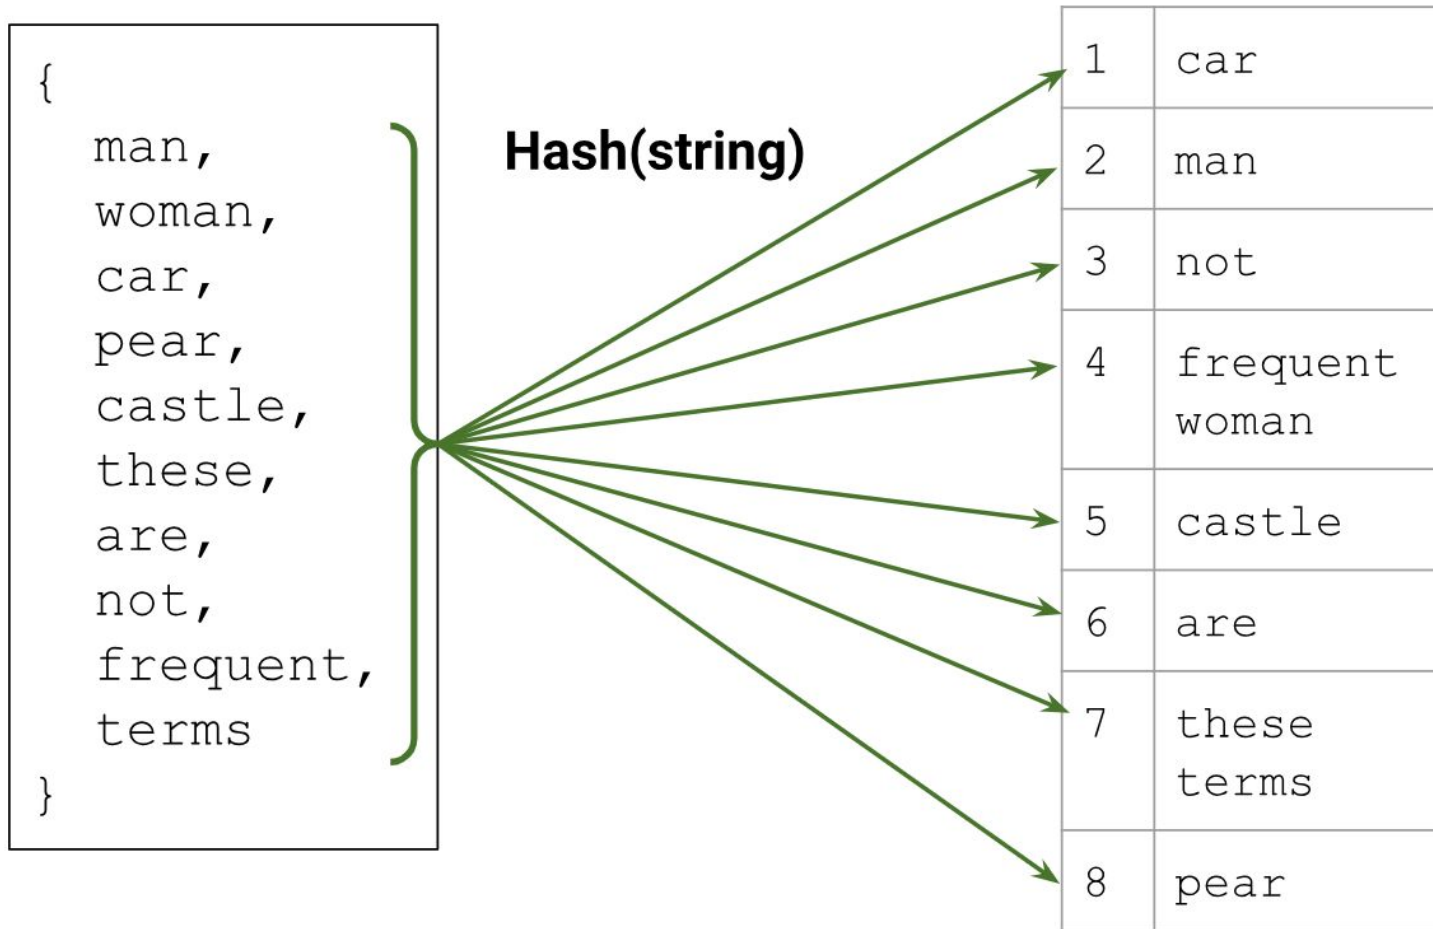 {
man,
woman,
car,
pear,
castle,
these,
are,
not,
frequent,
terms
}
Hash(string)
1 car
2 man
3 not
4 frequent
woman
5 castle
6 are
7 these
terms
8 pear